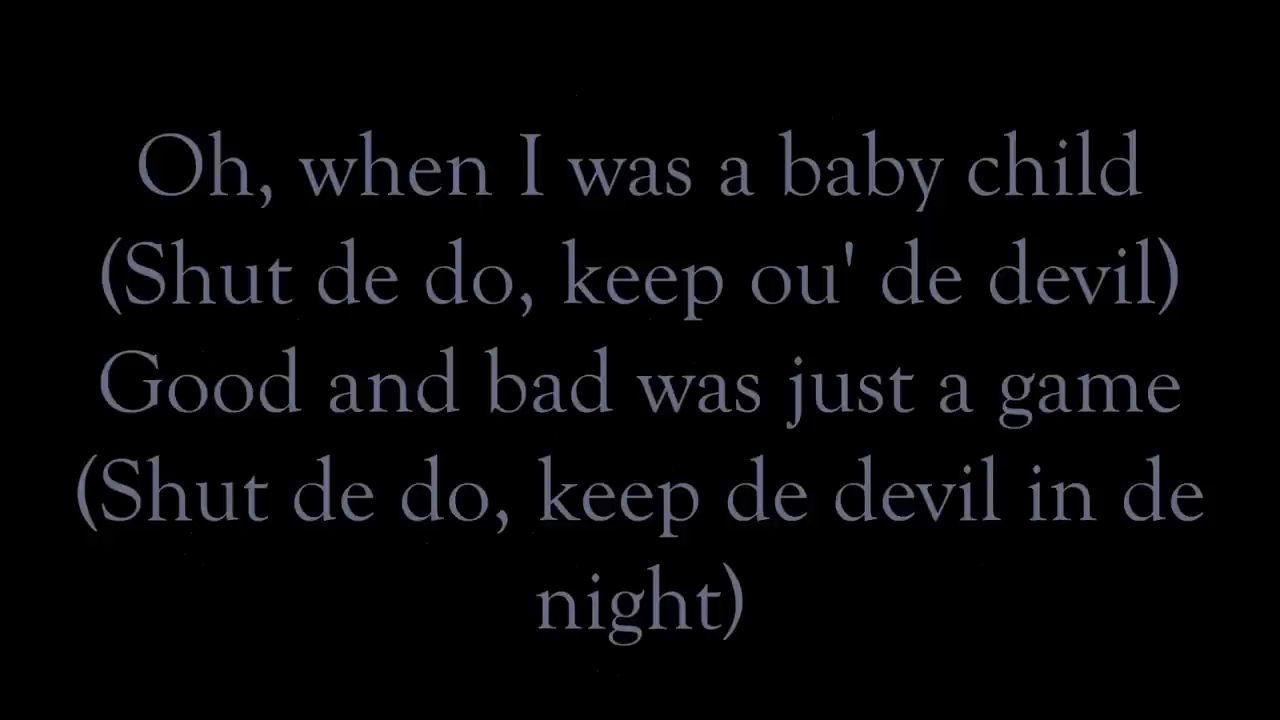 Oh, when I was a baby child
(Shut de do, keep ou' de devil)
Good and bad was just a game
(Shut de do, keep de devil in de
night)